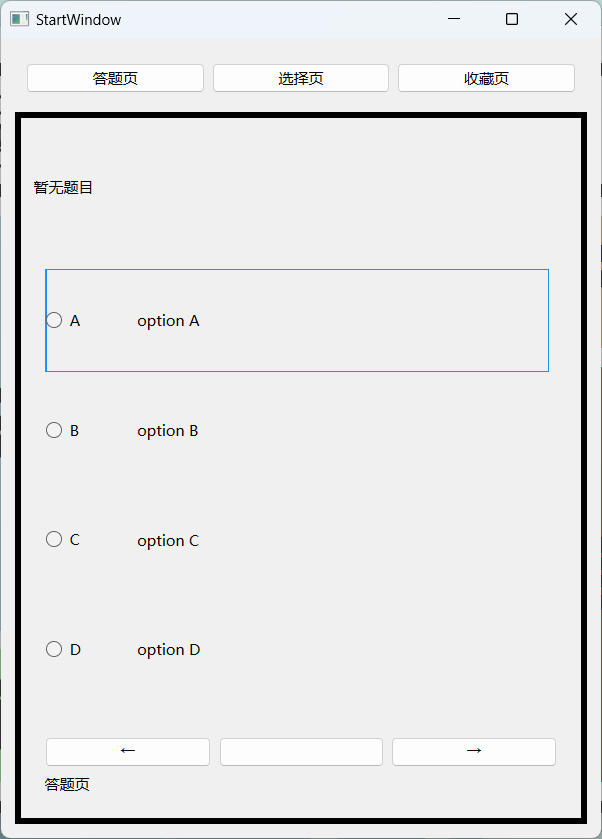 StartWindow
答题页 选择页 收藏页
暂无题目
A option A
B option B
C option C
D option D
← →
答题页